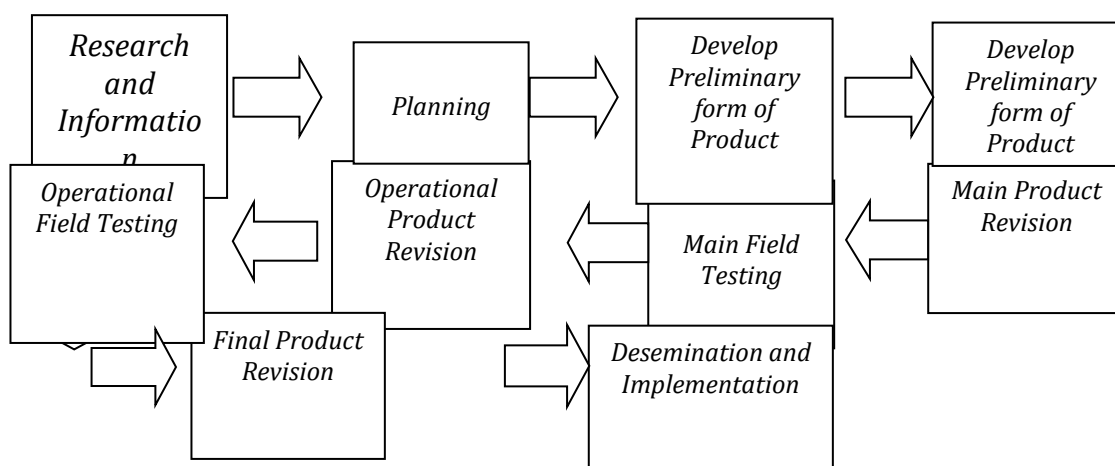 Research
and
Informatio
n
Planning
Develop
Preliminary
form of
Product
Develop
Preliminary
form of
Product
Main Product
Revision
Main Field
Testing
Operational
Product
Revision
Operational
Field Testing
Final Product
Revision
Desemination and
Implementation